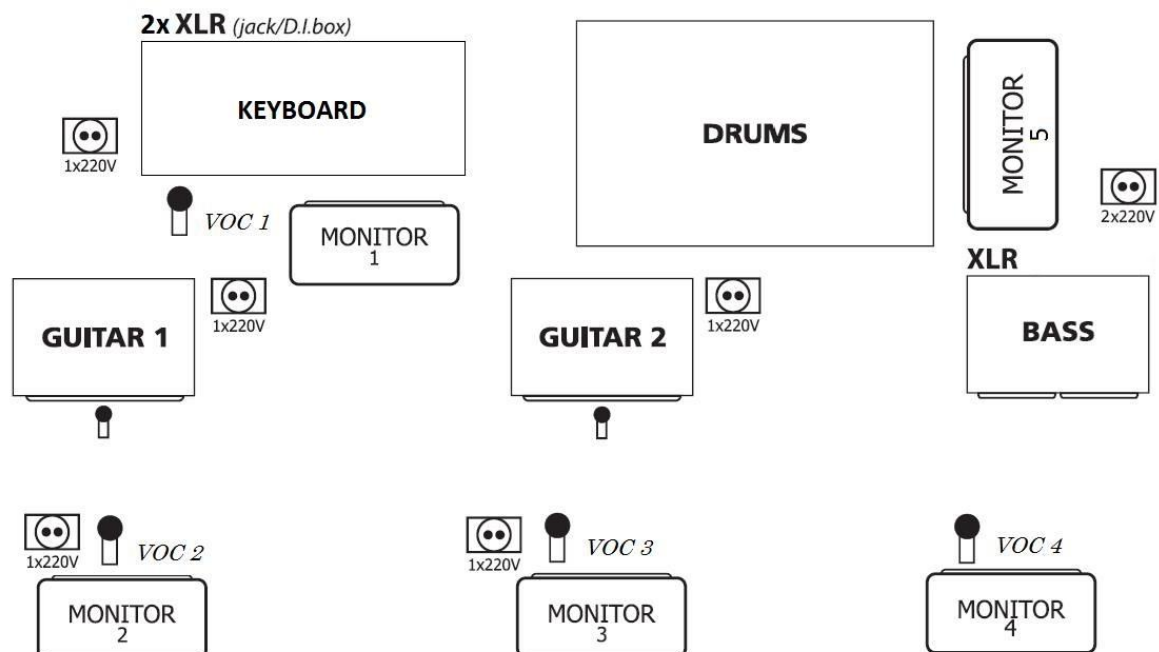 2x XLR (jack/D.I.box)
KEYBOARD
1x220V
VOC 1
MONITOR
1
DRUMS
MONITOR
5
2x220V
GUITAR 1
1x220V
GUITAR 2
1x220V
XLR
BASS
1x220V
VOC 2
MONITOR
2
1x220V
VOC 3
MONITOR
3
VOC 4
MONITOR
4